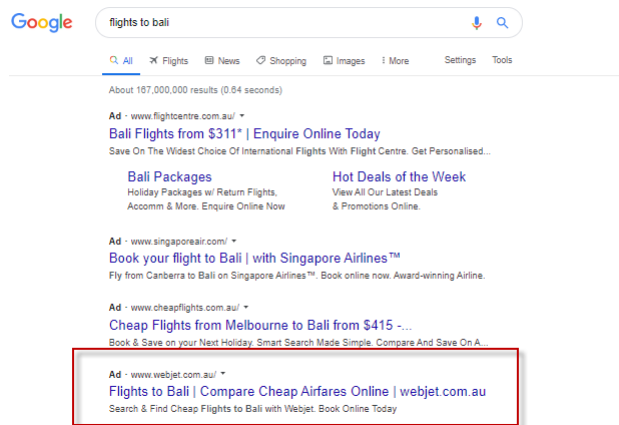 Google
flights to bali
All Flights News Shopping Images More Settings Tools
About 167,000,000 results (0.64 seconds)
Ad · www.flightcentre.com.au/
Bali Flights from $311* | Enquire Online Today
Save On The Widest Choice Of International Flights With Flight Centre. Get Personalised...
Bali Packages
Holiday Packages w/ Return Flights,
Accomm & More. Enquire Online Now
Hot Deals of the Week
View All Our Latest Deals
& Promotions Online.
Ad · www.singaporeair.com/
Book your flight to Bali | with Singapore Airlines™
Fly from Canberra to Bali on Singapore Airlines™. Book online now. Award-winning Airline.
Ad · www.cheapflights.com.au/
Cheap Flights from Melbourne to Bali from $415 -...
Book & Save on your Next Holiday. Smart Search Made Simple. Compare And Save On A...
Ad · www.webjet.com.au/
Flights to Bali | Compare Cheap Airfares Online | webjet.com.au
Search & Find Cheap Flights to Bali with Webjet. Book Online Today